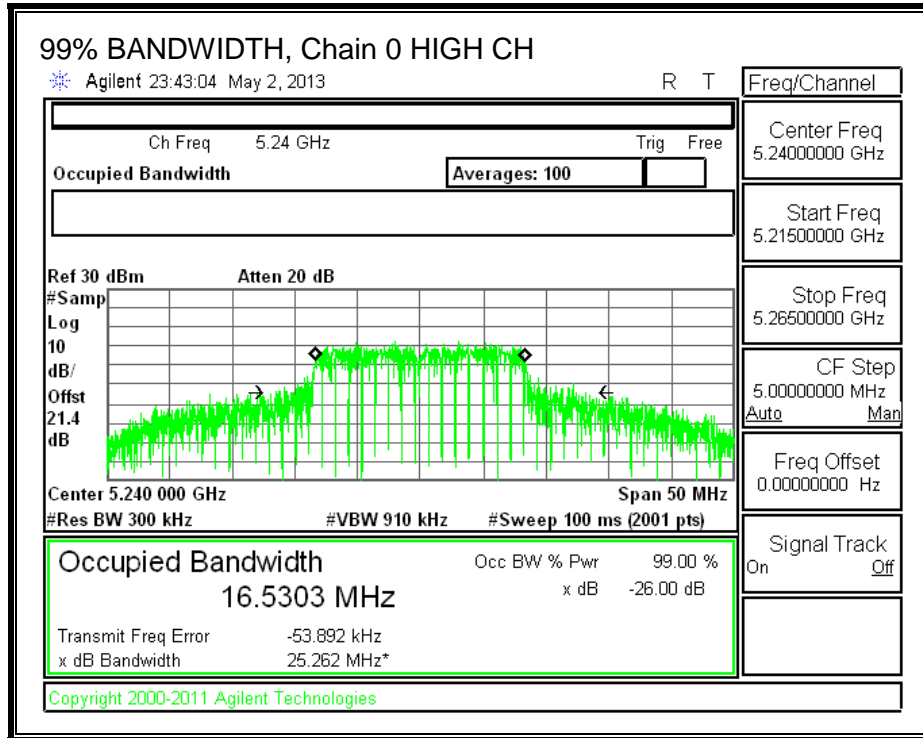 99% BANDWIDTH, Chain 0 HIGH CH
Agilent 23:43:04 May 2, 2013 R T
Freq/Channel
Ch Freq 5.24 GHz Trig Free
Occupied Bandwidth Averages: 100
Center Freq
5.24000000 GHz
Start Freq
5.21500000 GHz
Stop Freq
5.26500000 GHz
CF Step
5.00000000 MHz
Auto Man
Freq Offset
0.00000000 Hz
Signal Track
On Off
Ref 30 dBm Atten 20 dB
#Samp
Log
10
dB/
Offst
21.4
dB
Center 5.240 000 GHz Span 50 MHz
#Res BW 300 kHz #VBW 910 kHz #Sweep 100 ms (2001 pts)
Occupied Bandwidth Occ BW % Pwr 99.00 %
16.5303 MHz x dB -26.00 dB
Transmit Freq Error -53.892 kHz
x dB Bandwidth 25.262 MHz*
Copyright 2000-2011 Agilent Technologies